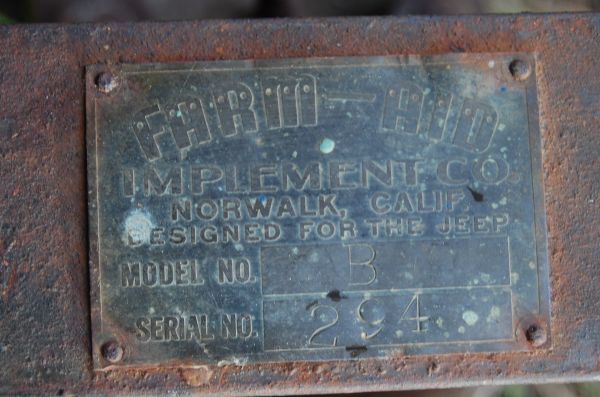 FARM-AID
IMPLEMENT CO.
NORWALK, CALIF.
DESIGNED FOR THE JEEP
MODEL NO. B
SERIAL NO. 294